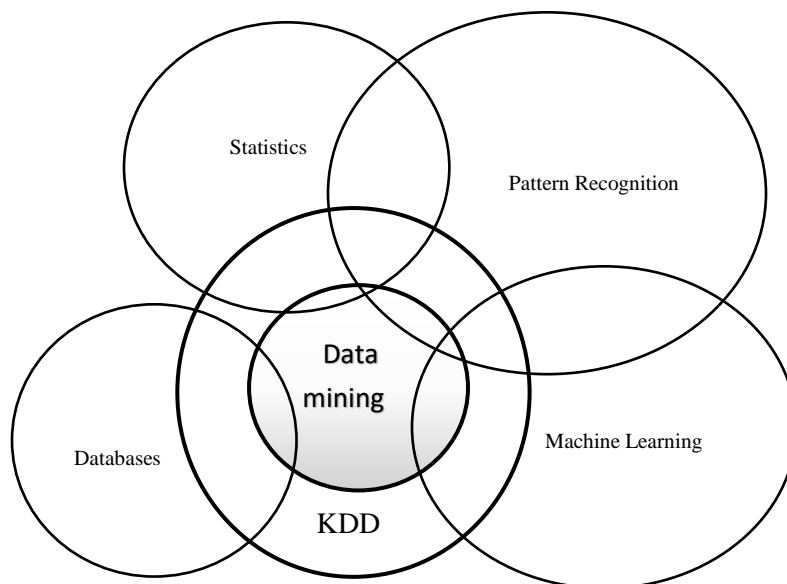 Statistics
Pattern Recognition
Data
mining
Machine Learning
Databases
KDD